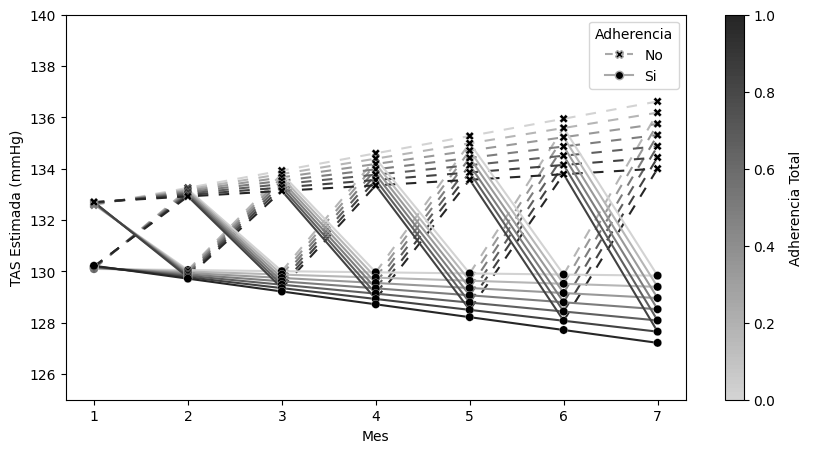 140
138
136
134
132
130
128
126
TAS Estimada (mmHg)
1 2 3 4 5 6 7
Mes
Adherencia
No
Si
1.0
0.8
0.6
0.4
0.2
0.0
Adherencia Total